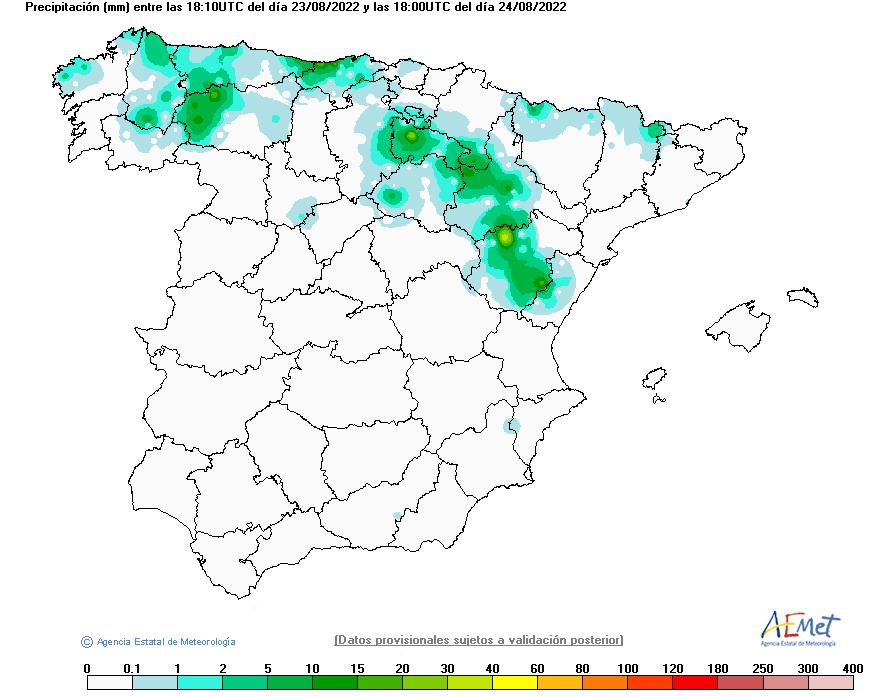 Precipitación (mm) entre las 18:10UTC del día 23/08/2022 y las 18:00UTC del día 24/08/2022
AEMet
Agencia Estatal de Meteorología
© Agencia Estatal de Meteorología
(Datos provisionales sujetos a validación posterior)
0 0.1 1 2 5 10 15 20 30 40 60 80 100 120 180 250 300 400